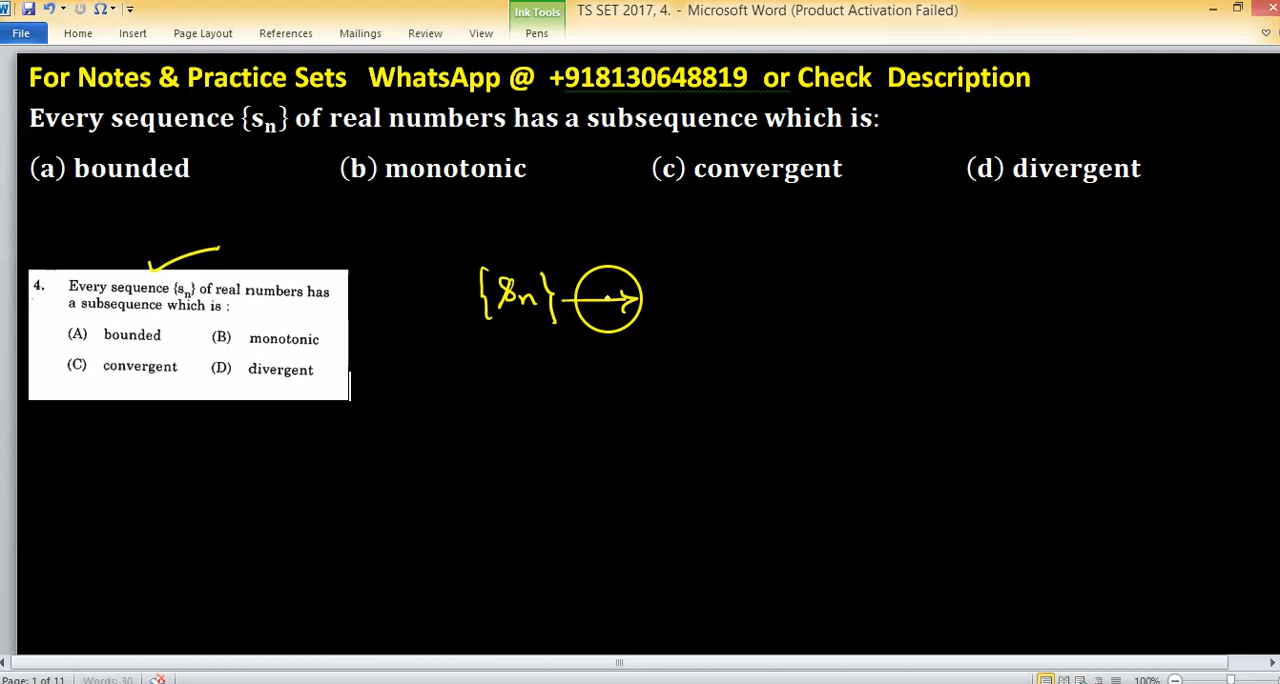 Ink Tools
TS SET 2017, 4. - Microsoft Word (Product Activation Failed)
File Home Insert Page Layout References Mailings Review View Pens
For Notes & Practice Sets WhatsApp @ +918130648819 or Check Description
Every sequence {sₙ} of real numbers has a subsequence which is:
(a) bounded (b) monotonic (c) convergent (d) divergent
4. Every sequence {sₙ} of real numbers has
a subsequence which is :
(A) bounded (B) monotonic
(C) convergent (D) divergent
{sn}
Page: 1 of 11 Words: 30 100%